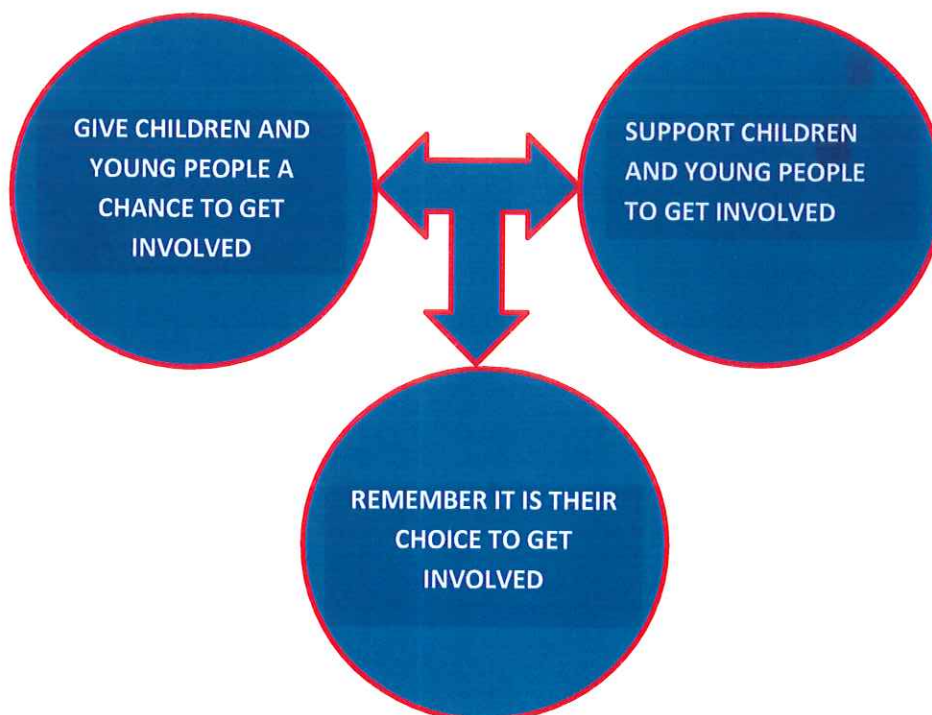 GIVE CHILDREN AND
YOUNG PEOPLE A
CHANCE TO GET
INVOLVED
SUPPORT CHILDREN
AND YOUNG PEOPLE
TO GET INVOLVED
REMEMBER IT IS THEIR
CHOICE TO GET
INVOLVED